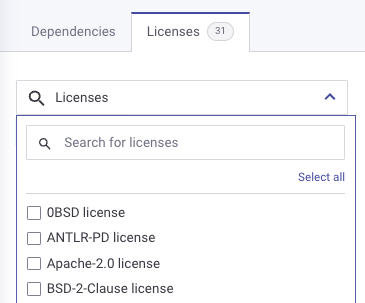 Dependencies
Licenses 31
Licenses
Search for licenses
Select all
0BSD license
ANTLR-PD license
Apache-2.0 license
BSD-2-Clause license